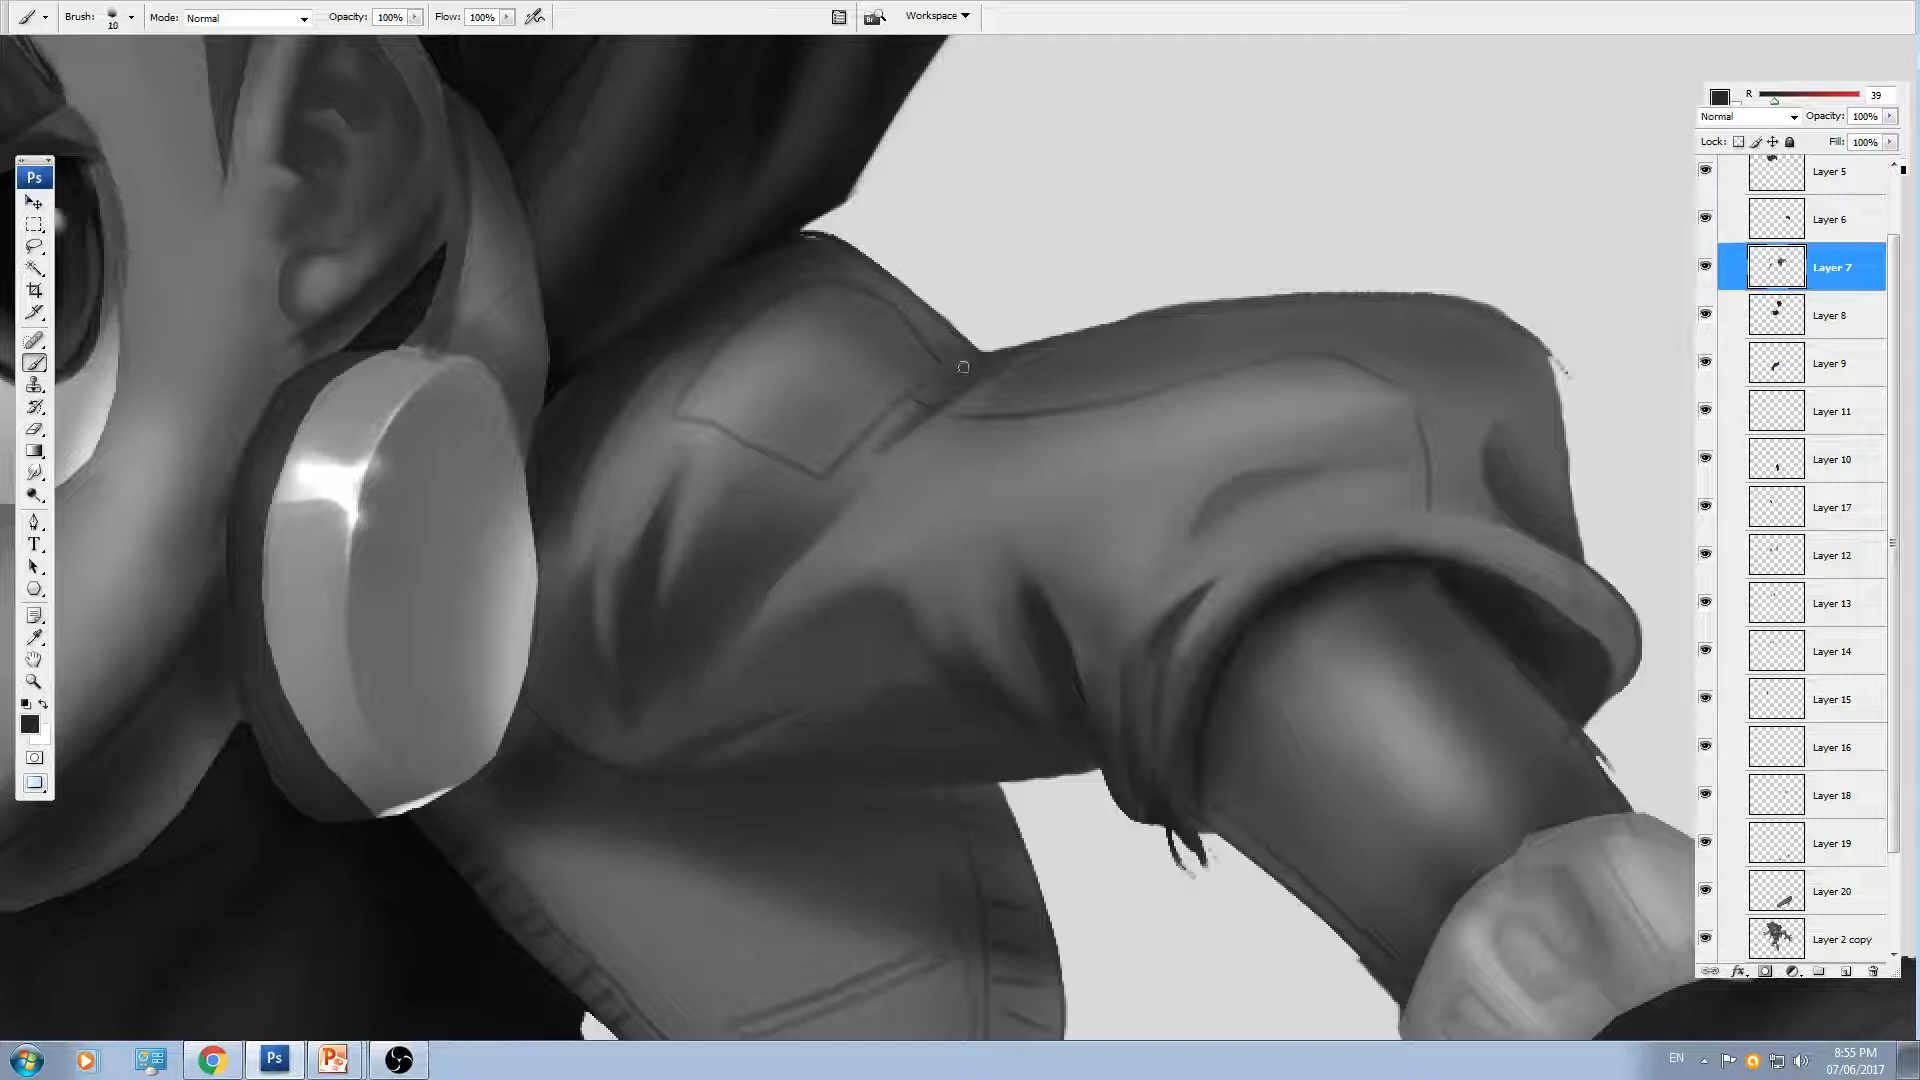 Brush: 10 Mode: Normal Opacity: 100% Flow: 100% Br Workspace
R 39
Normal Opacity: 100%
Lock: Fill: 100%
Ps
T
Layer 5
Layer 6
Layer 7
Layer 8
Layer 9
Layer 11
Layer 10
Layer 17
Layer 12
Layer 13
Layer 14
Layer 15
Layer 16
Layer 18
Layer 19
Layer 20
Layer 2 copy
fx
Ps
EN
8:55 PM
07/06/2017